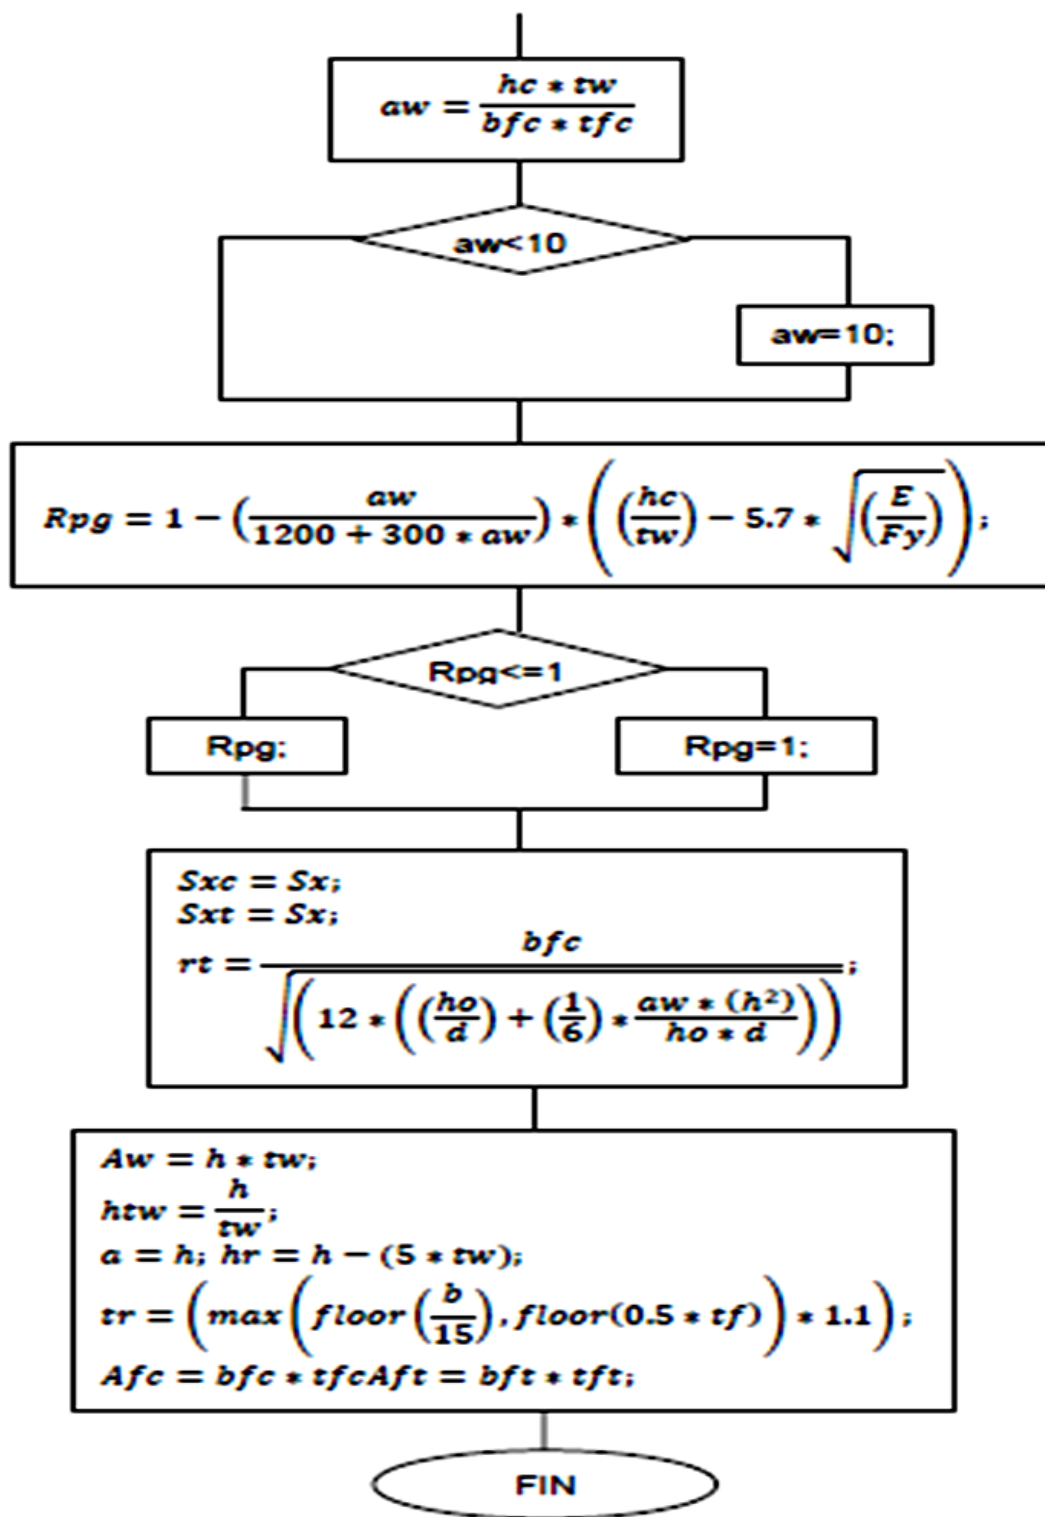 aw = hc * tw / bfc * tfc
aw<10
aw=10;
Rpg = 1 − (aw / 1200 + 300 * aw) * ((hc / tw) − 5.7 * √(E / Fy));
Rpg<=1
Rpg;
Rpg=1;
Sxc = Sx;
Sxt = Sx;
rt = bfc / √(12 * ((ho / d) + (1 / 6) * aw * (h²) / ho * d));
Aw = h * tw;
htw = h / tw;
a = h; hr = h − (5 * tw);
tr = (max(floor(b / 15), floor(0.5 * tf)) * 1.1);
Afc = bfc * tfcAft = bft * tft;
FIN